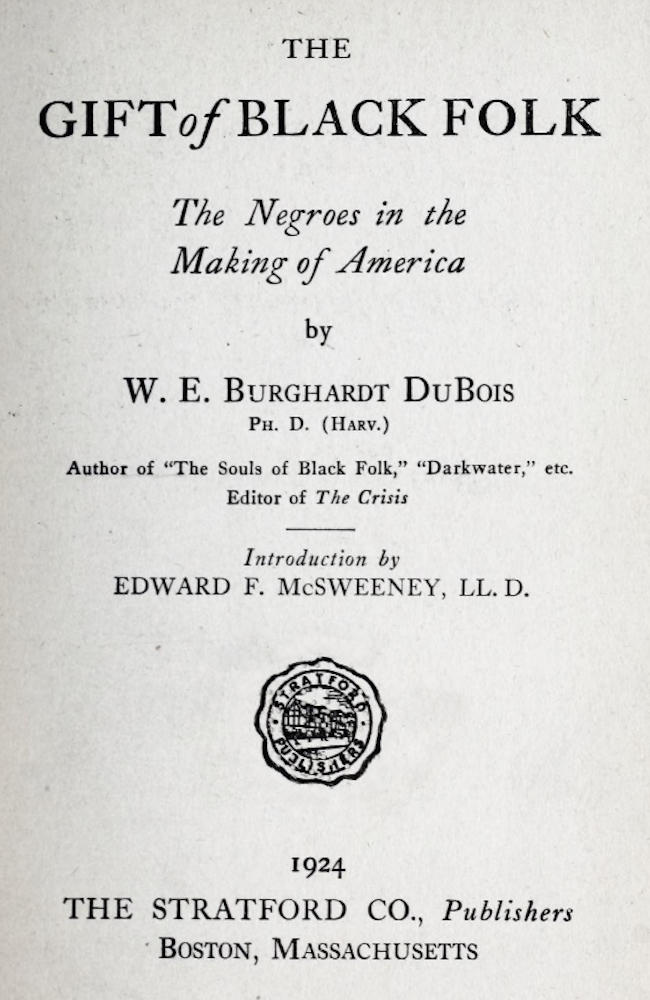 THE
GIFT of BLACK FOLK
The Negroes in the
Making of America
by
W. E. BURGHARDT DUBOIS
PH. D. (HARV.)
Author of “The Souls of Black Folk,” “Darkwater,” etc.
Editor of The Crisis
Introduction by
EDWARD F. McSWEENEY, LL. D.
STRATFORD
PUBLISHERS
1924
THE STRATFORD CO., Publishers
BOSTON, MASSACHUSETTS